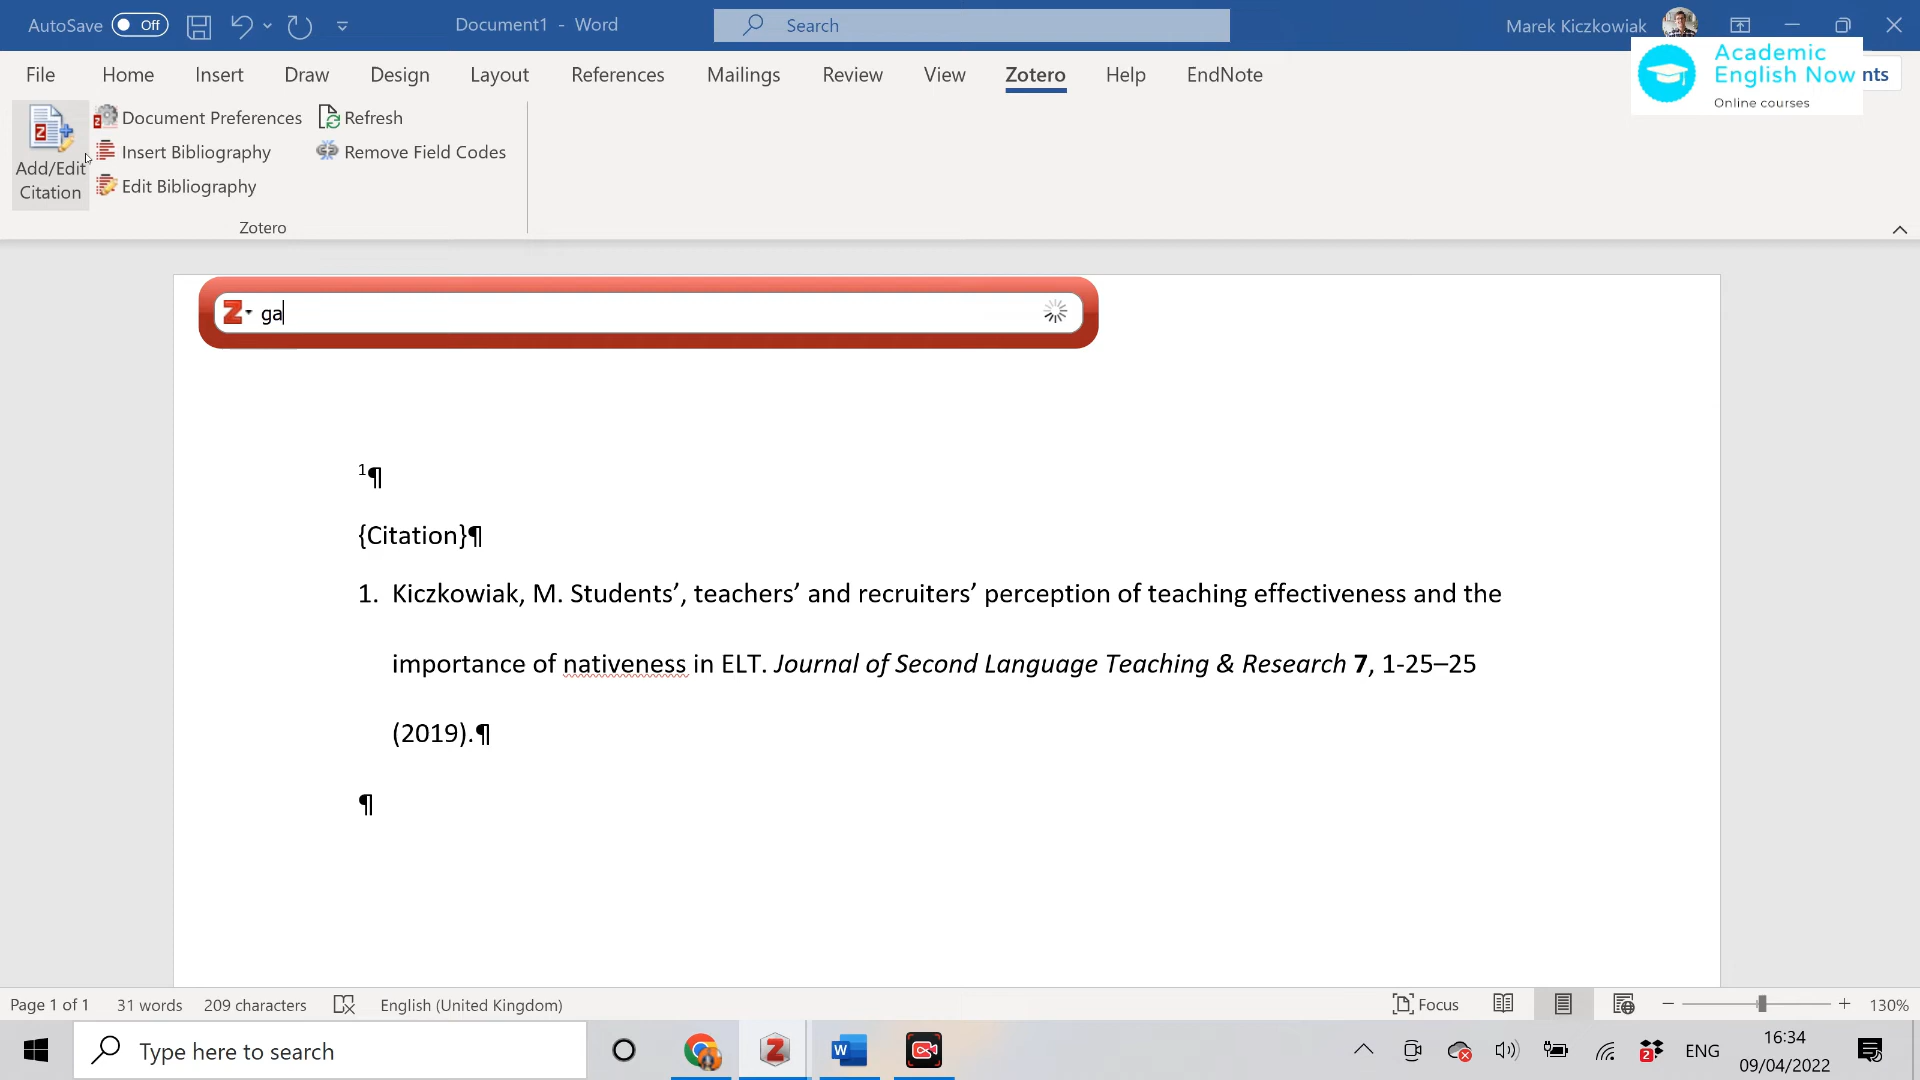 AutoSave Off Document1 - Word Search Marek Kiczkowiak
File Home Insert Draw Design Layout References Mailings Review View Zotero Help EndNote
Academic
English Now
Online courses
nts
Add/Edit
Citation
Document Preferences
Insert Bibliography
Edit Bibliography
Refresh
Remove Field Codes
Zotero
Z ga
1¶
{Citation}¶
1. Kiczkowiak, M. Students’, teachers’ and recruiters’ perception of teaching effectiveness and the
importance of nativeness in ELT. Journal of Second Language Teaching & Research 7, 1-25–25
(2019).¶
¶
Page 1 of 1 31 words 209 characters English (United Kingdom) Focus 130%
Type here to search
ENG
16:34
09/04/2022